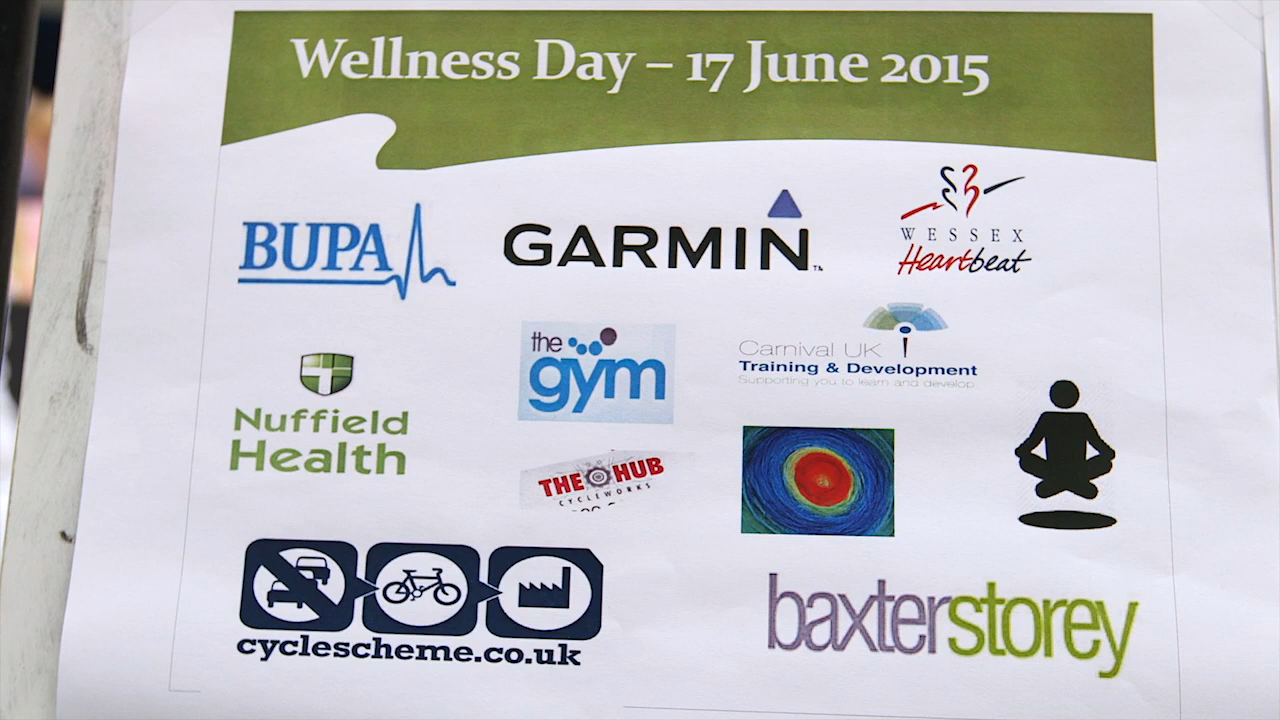 Wellness Day – 17 June 2015
BUPA
GARMIN
WESSEX
Heartbeat
the
gym
Carnival UK
Training & Development
Supporting you to learn and develop
Nuffield
Health
THE HUB
CYCLEWORKS
cyclescheme.co.uk
baxterstorey